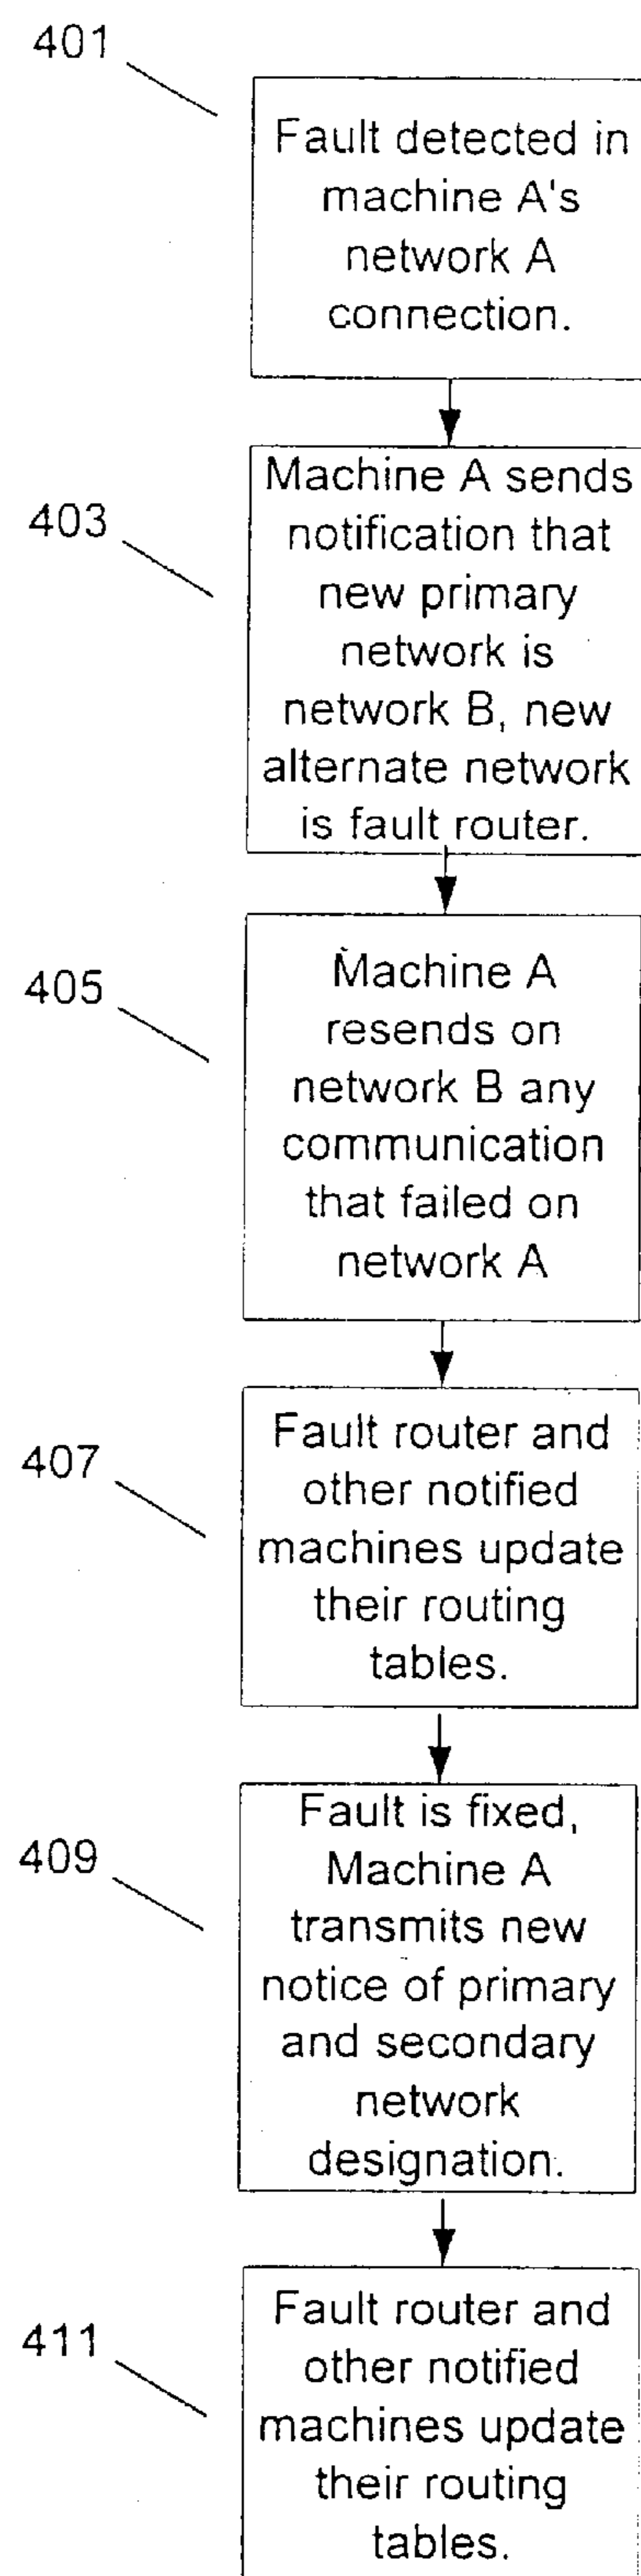 401
Fault detected in
machine A's
network A
connection.
403
Machine A sends
notification that
new primary
network is
network B, new
alternate network
is fault router.
405
Machine A
resends on
network B any
communication
that failed on
network A
407
Fault router and
other notified
machines update
their routing
tables.
409
Fault is fixed,
Machine A
transmits new
notice of primary
and secondary
network
designation.
411
Fault router and
other notified
machines update
their routing
tables.